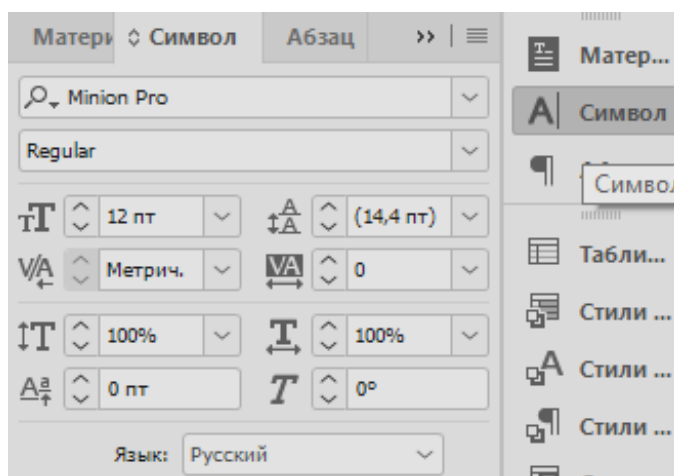 Матери
Символ
Абзац
Minion Pro
Regular
12 пт
(14,4 пт)
Метрич.
0
100%
100%
0 пт
0°
Язык: Русский
Матер...
Символ
Символ
Табли...
Стили ...
Стили ...
Стили ...